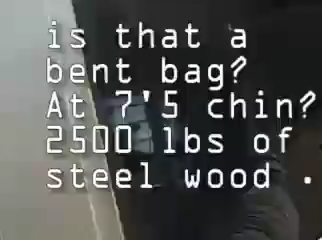 is that a
bent bag?
At 7'5 chin?
2500 lbs of
steel wood .